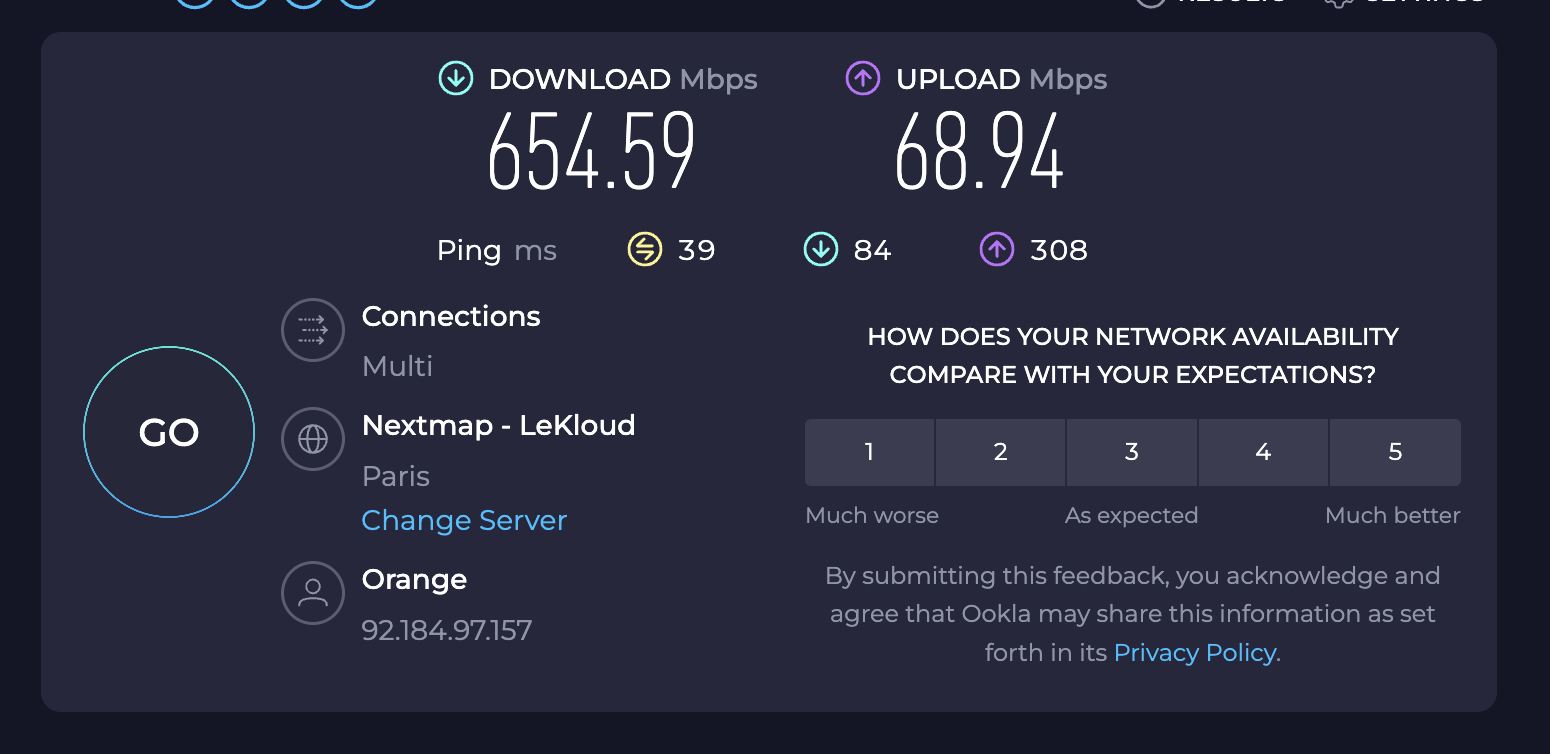 RESULTS SETTINGS
DOWNLOAD Mbps
654.59
UPLOAD Mbps
68.94
Ping ms 39 84 308
GO
Connections
Multi
Nextmap - LeKloud
Paris
Change Server
Orange
92.184.97.157
HOW DOES YOUR NETWORK AVAILABILITY
COMPARE WITH YOUR EXPECTATIONS?
1 2 3 4 5
Much worse As expected Much better
By submitting this feedback, you acknowledge and
agree that Ookla may share this information as set
forth in its Privacy Policy.